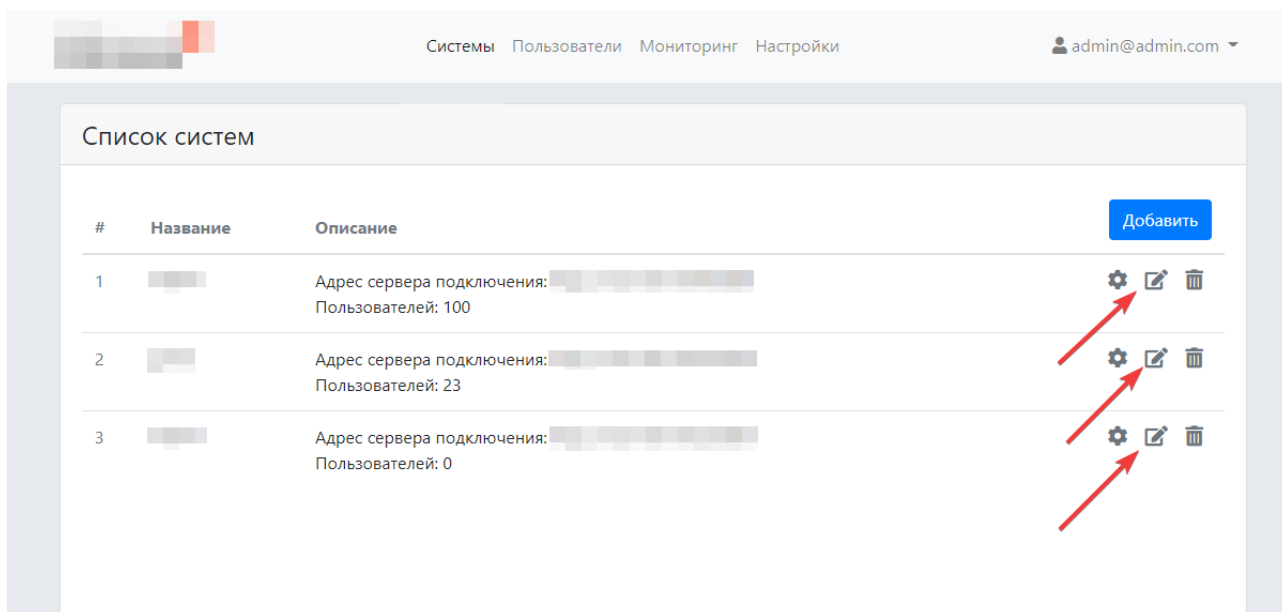 Системы Пользователи Мониторинг Настройки admin@admin.com
Список систем
# Название Описание Добавить
1 Адрес сервера подключения:
Пользователей: 100
2 Адрес сервера подключения:
Пользователей: 23
3 Адрес сервера подключения:
Пользователей: 0